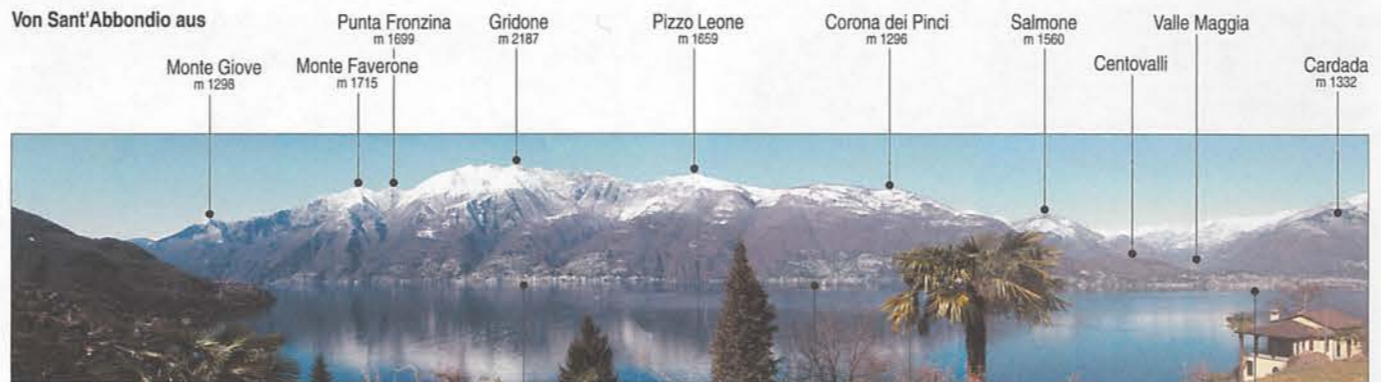 Von Sant'Abbondio aus
Punta Fronzina
m 1699
Gridone
m 2187
Pizzo Leone
m 1659
Corona dei Pinci
m 1296
Salmone
m 1560
Valle Maggia
Monte Giove
m 1298
Monte Faverone
m 1715
Centovalli
Cardada
m 1332